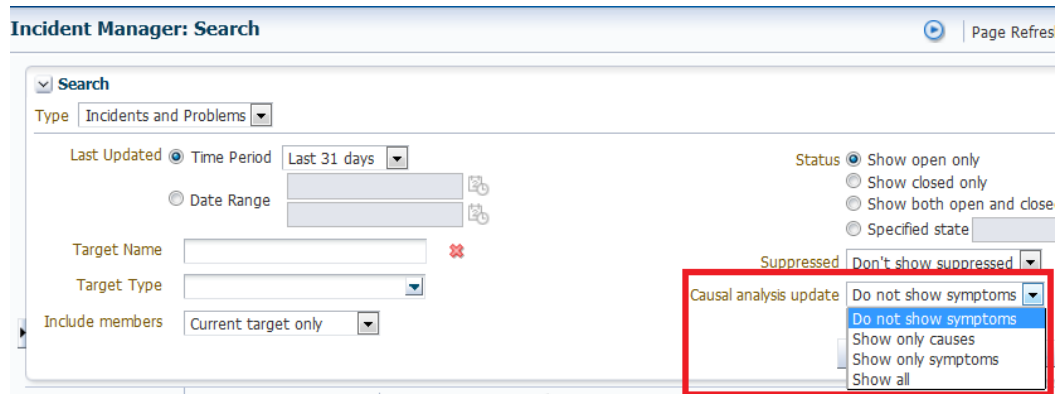 Incident Manager: Search
Page Refres
Search
Type Incidents and Problems
Last Updated Time Period Last 31 days
Date Range
Target Name
Target Type
Include members Current target only
Status Show open only
Show closed only
Show both open and close
Specified state
Suppressed Don't show suppressed
Causal analysis update Do not show symptoms
Do not show symptoms
Show only causes
Show only symptoms
Show all